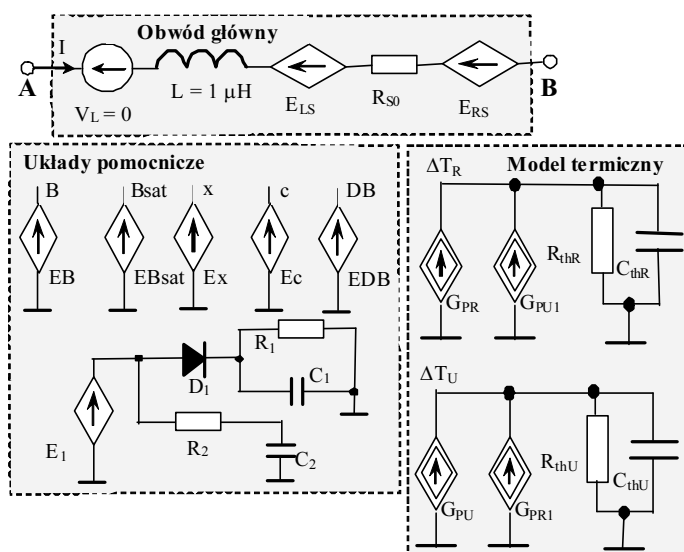 Obwód główny
I
A
V_L = 0
L = 1 μH
E_LS
R_S0
E_RS
B
Układy pomocnicze
B
Bsat
x
c
DB
EB
EBsat
Ex
Ec
EDB
R_1
D_1
C_1
E_1
R_2
C_2
Model termiczny
ΔT_R
R_thR
C_thR
G_PR
G_PU1
ΔT_U
R_thU
C_thU
G_PU
G_PR1